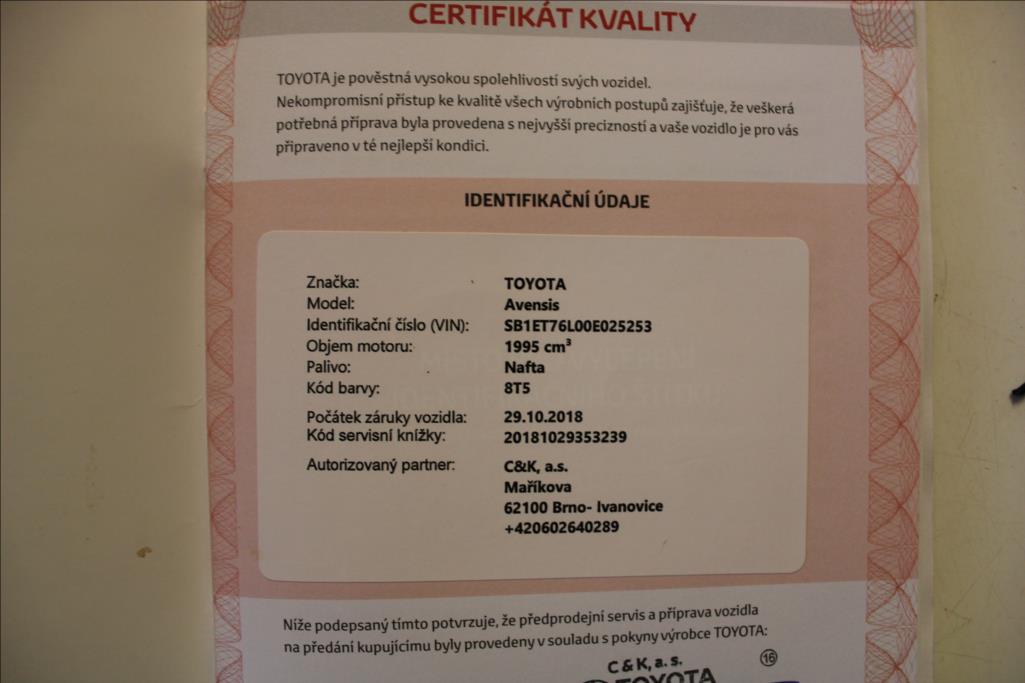 CERTIFIKÁT KVALITY
TOYOTA je pověstná vysokou spolehlivostí svých vozidel.
Nekompromisní přístup ke kvalitě všech výrobních postupů zajišťuje, že veškerá
potřebná příprava byla provedena s nejvyšší precizností a vaše vozidlo je pro vás
připraveno v té nejlepší kondici.
IDENTIFIKAČNÍ ÚDAJE
Značka: TOYOTA
Model: Avensis
Identifikační číslo (VIN): SB1ET76L00E025253
Objem motoru: 1995 cm³
Palivo: Nafta
Kód barvy: 8T5
Počátek záruky vozidla: 29.10.2018
Kód servisní knížky: 20181029353239
Autorizovaný partner: C&K, a.s.
Maříkova
62100 Brno- Ivanovice
+420602640289
Níže podepsaný tímto potvrzuje, že předprodejní servis a příprava vozidla
na předání kupujícímu byly provedeny v souladu s pokyny výrobce TOYOTA:
C & K, a. s. 16
TOYOTA